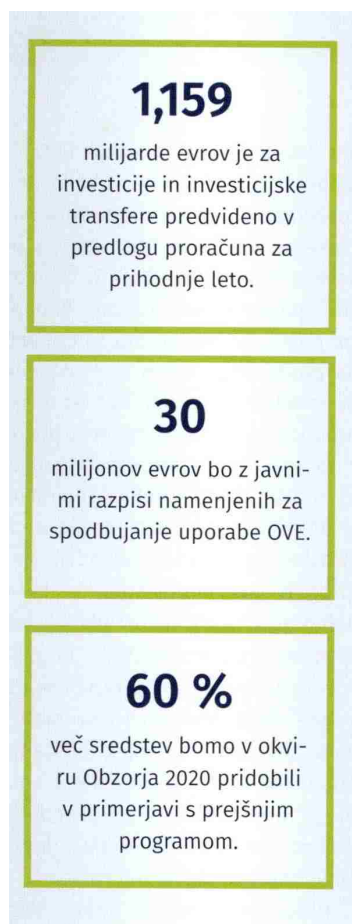 1,159
milijarde evrov je za
investicije in investicijske
transfere predvideno v
predlogu proračuna za
prihodnje leto.
30
milijonov evrov bo z javni-
mi razpisi namenjenih za
spodbujanje uporabe OVE.
60 %
več sredstev bomo v okvi-
ru Obzorja 2020 pridobili
v primerjavi s prejšnjim
programom.